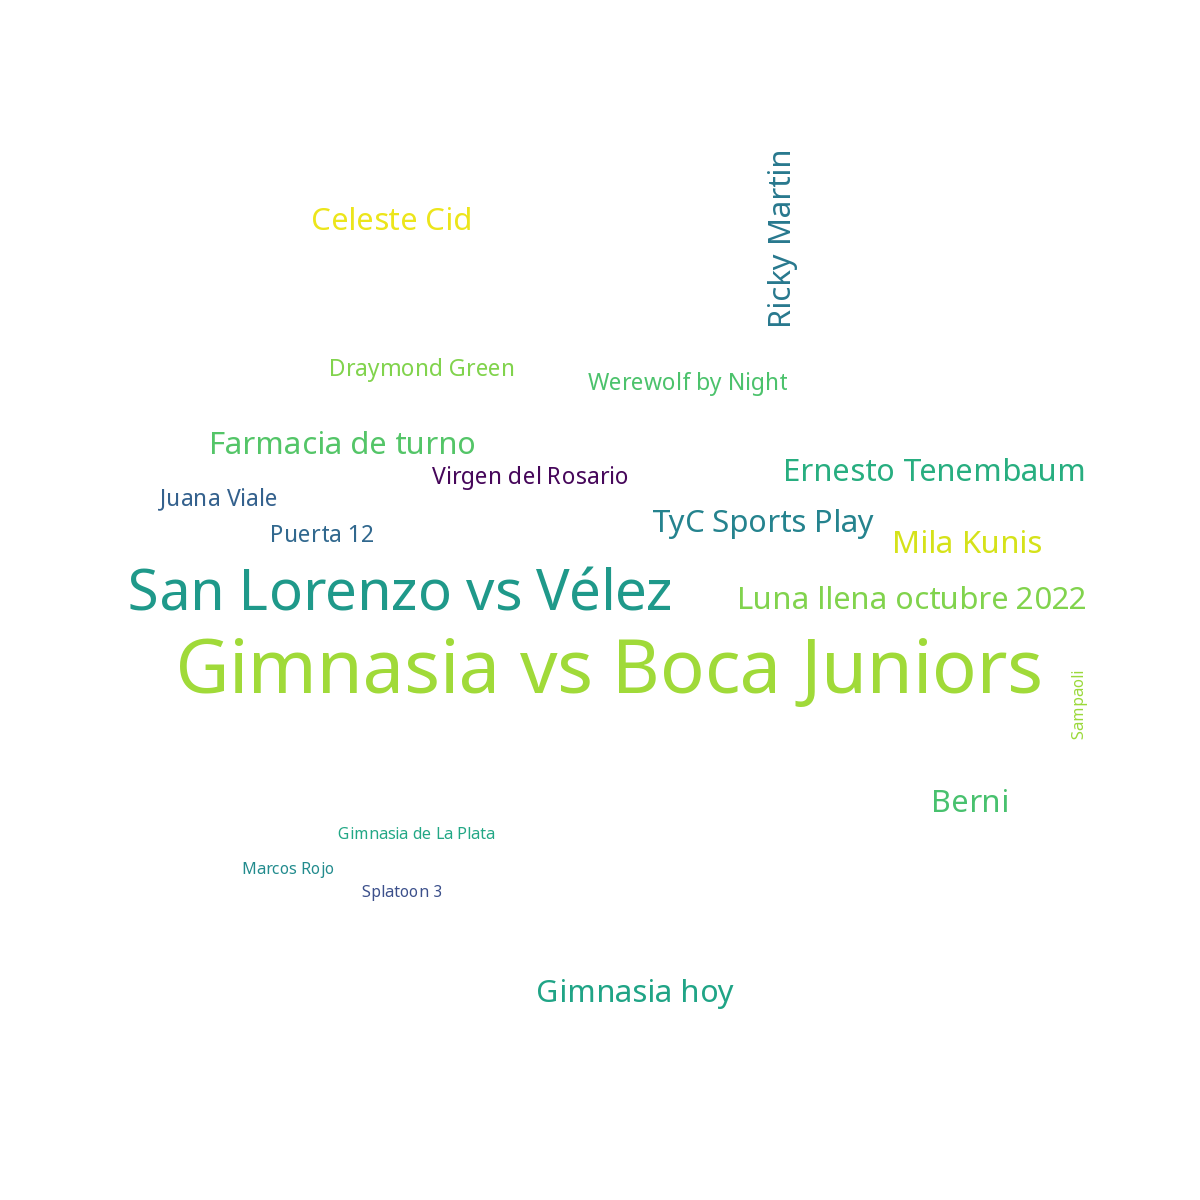 Ricky Martin
Celeste Cid
Draymond Green
Werewolf by Night
Farmacia de turno
Ernesto Tenembaum
Virgen del Rosario
Juana Viale
TyC Sports Play
Puerta 12
Mila Kunis
San Lorenzo vs Vélez
Luna llena octubre 2022
Gimnasia vs Boca Juniors
Sampaoli
Berni
Gimnasia de La Plata
Marcos Rojo
Splatoon 3
Gimnasia hoy